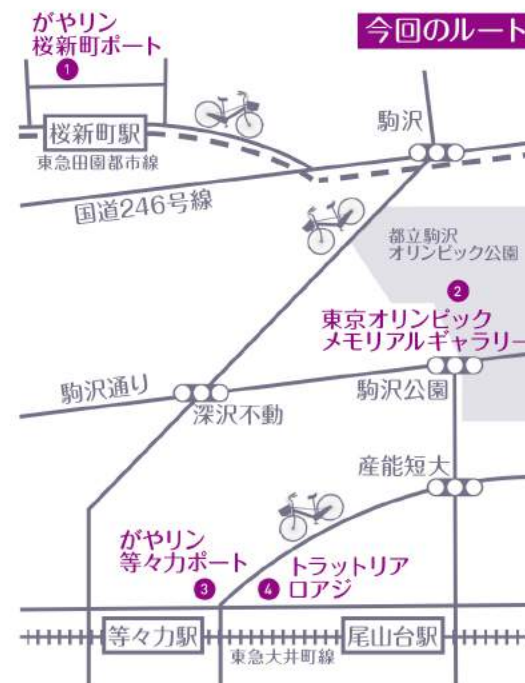 がやリン
桜新町ポート
1
今回のルート
桜新町駅
東急田園都市線
駒沢
国道246号線
都立駒沢
オリンピック公園
2
東京オリンピック
メモリアルギャラリー
駒沢通り
深沢不動
駒沢公園
産能短大
がやリン
等々力ポート
3
4
トラットリア
ロアジ
等々力駅
東急大井町線
尾山台駅